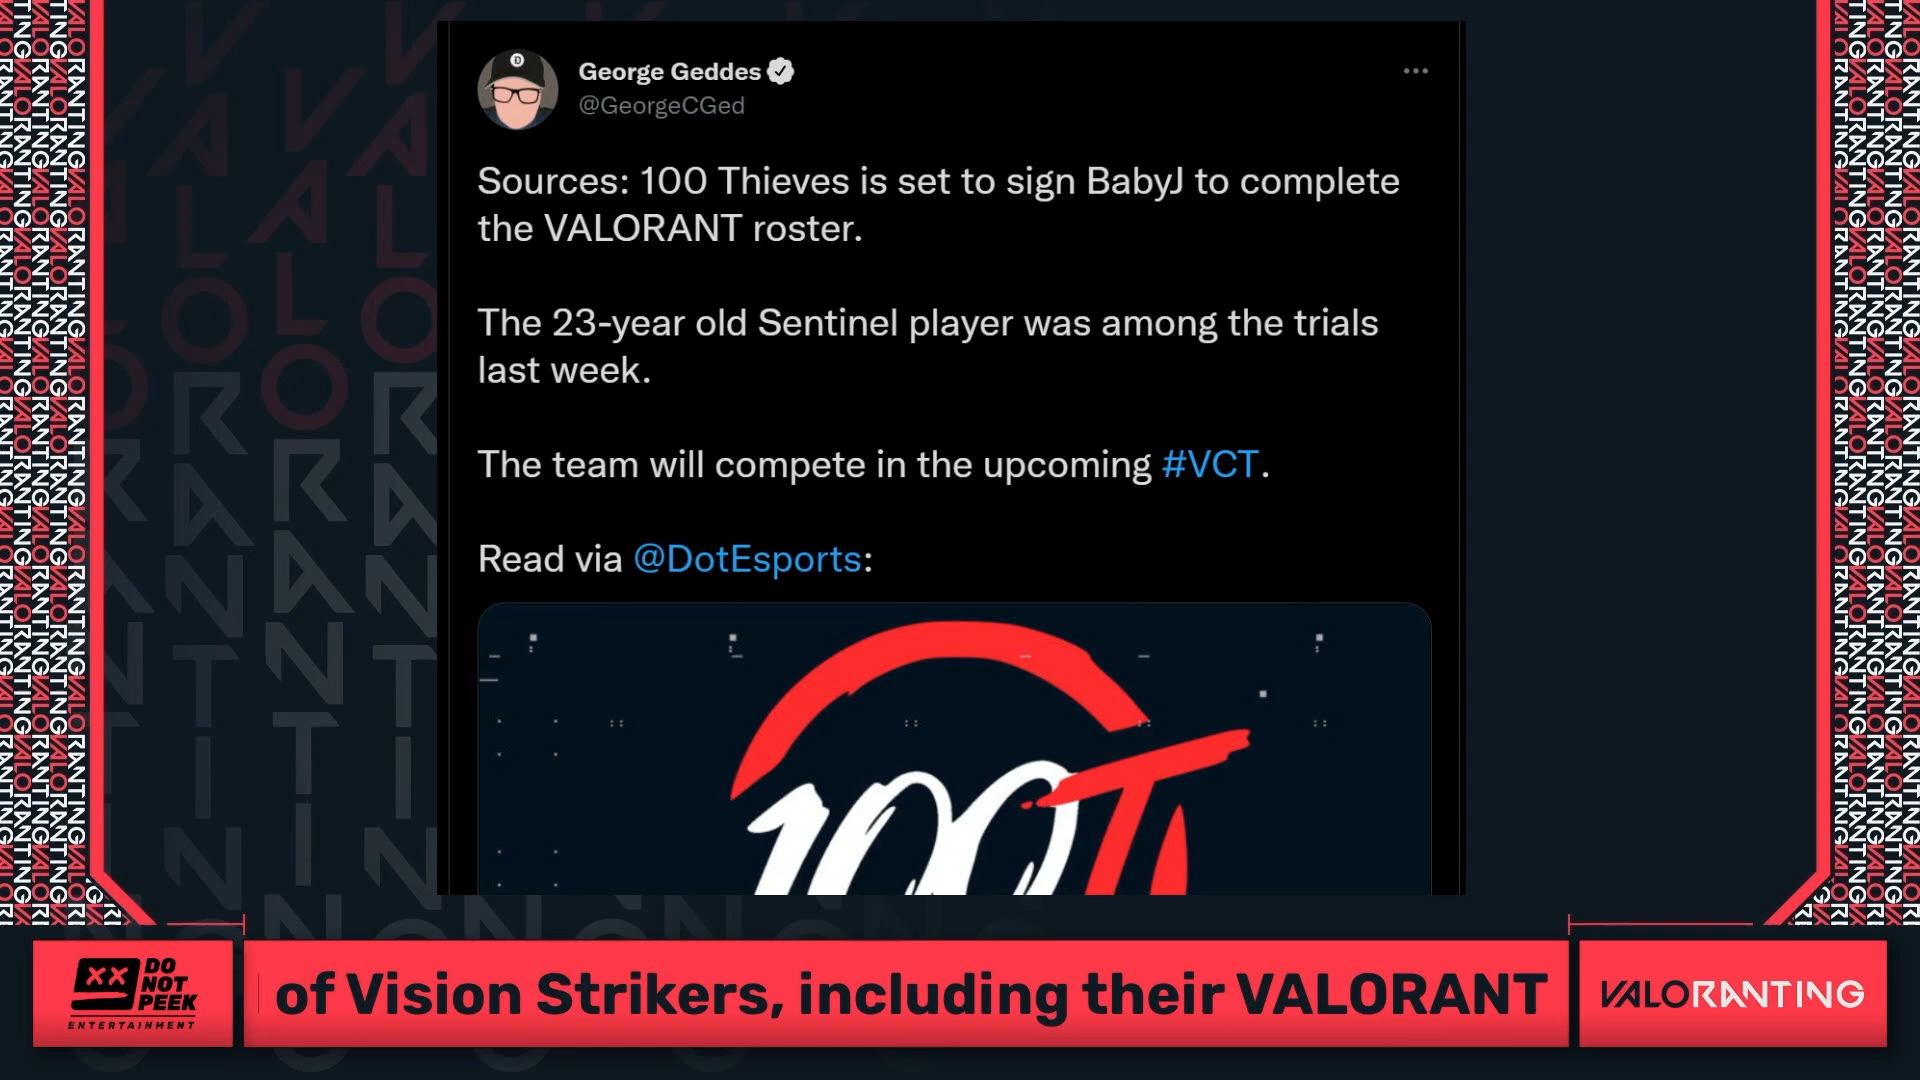 George Geddes
@GeorgeCGed
Sources: 100 Thieves is set to sign BabyJ to complete
the VALORANT roster.
The 23-year old Sentinel player was among the trials
last week.
The team will compete in the upcoming #VCT.
Read via @DotEsports:
100T
DO
NOT
PEEK
ENTERTAINMENT
of Vision Strikers, including their VALORANT
VALORANTING